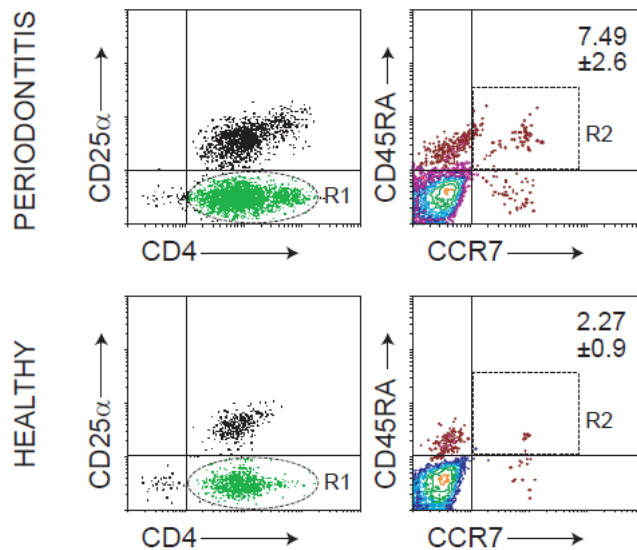 PERIODONTITIS
CD25α
R1
CD4
CD45RA
7.49
±2.6
R2
CCR7
HEALTHY
CD25α
R1
CD4
CD45RA
2.27
±0.9
R2
CCR7